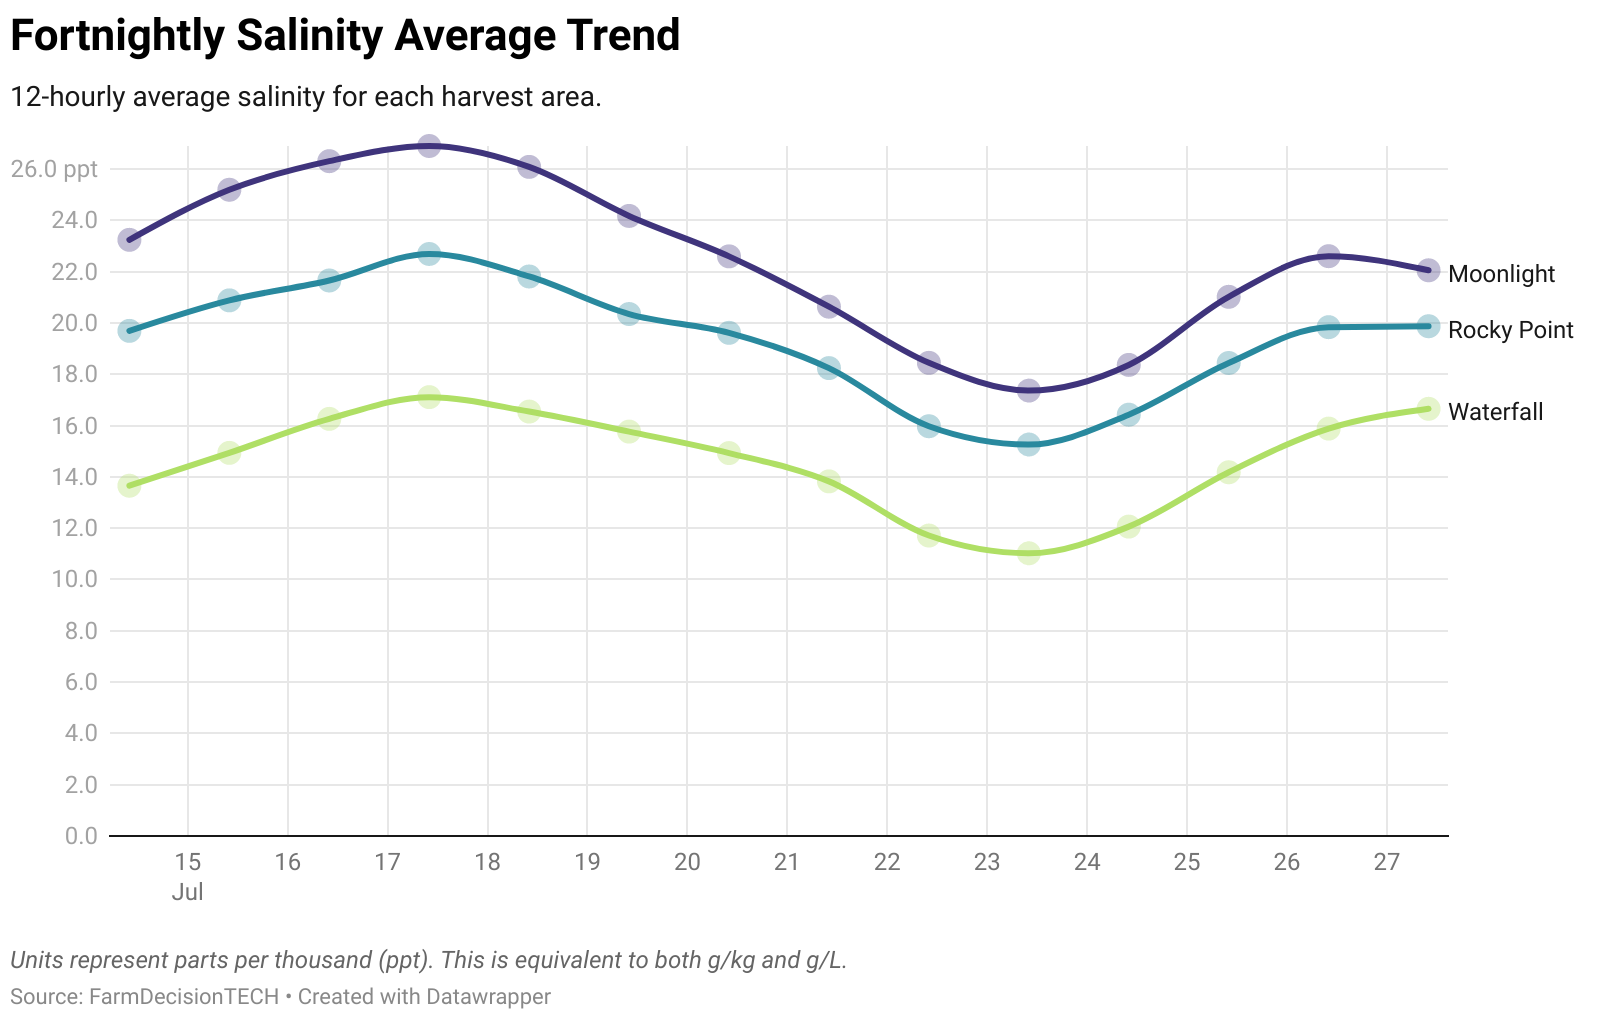 Fortnightly Salinity Average Trend
12-hourly average salinity for each harvest area.
26.0 ppt
24.0
22.0
20.0
18.0
16.0
14.0
12.0
10.0
8.0
6.0
4.0
2.0
0.0
Moonlight
Rocky Point
Waterfall
15 16 17 18 19 20 21 22 23 24 25 26 27
Jul
Units represent parts per thousand (ppt). This is equivalent to both g/kg and g/L.
Source: FarmDecisionTECH • Created with Datawrapper